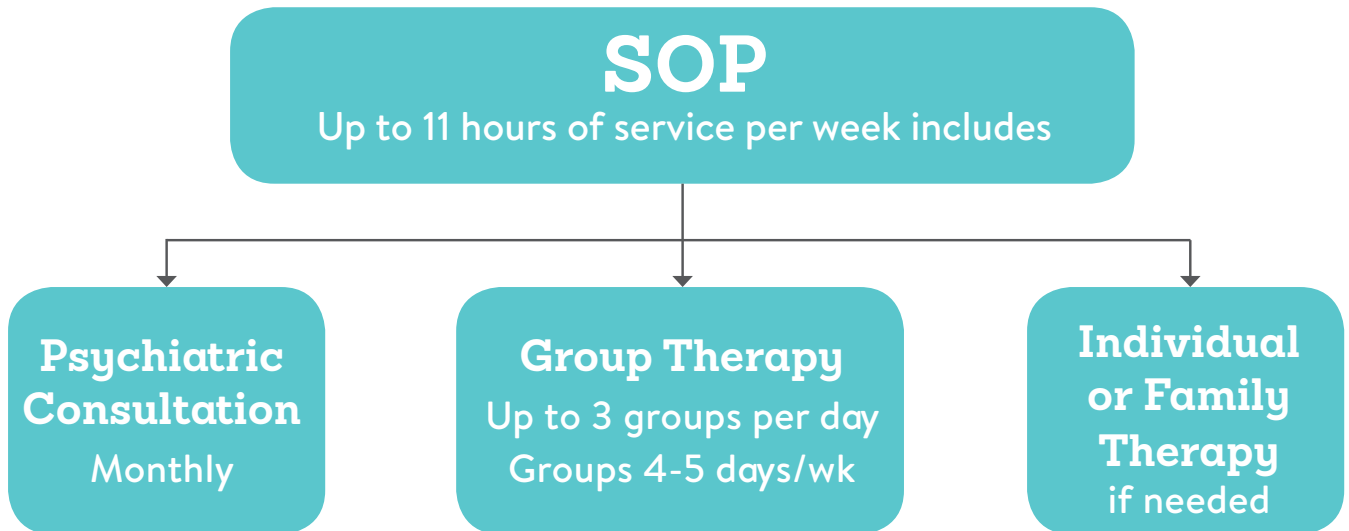 SOP
Up to 11 hours of service per week includes
Psychiatric
Consultation
Monthly
Group Therapy
Up to 3 groups per day
Groups 4-5 days/wk
Individual
or Family
Therapy
if needed